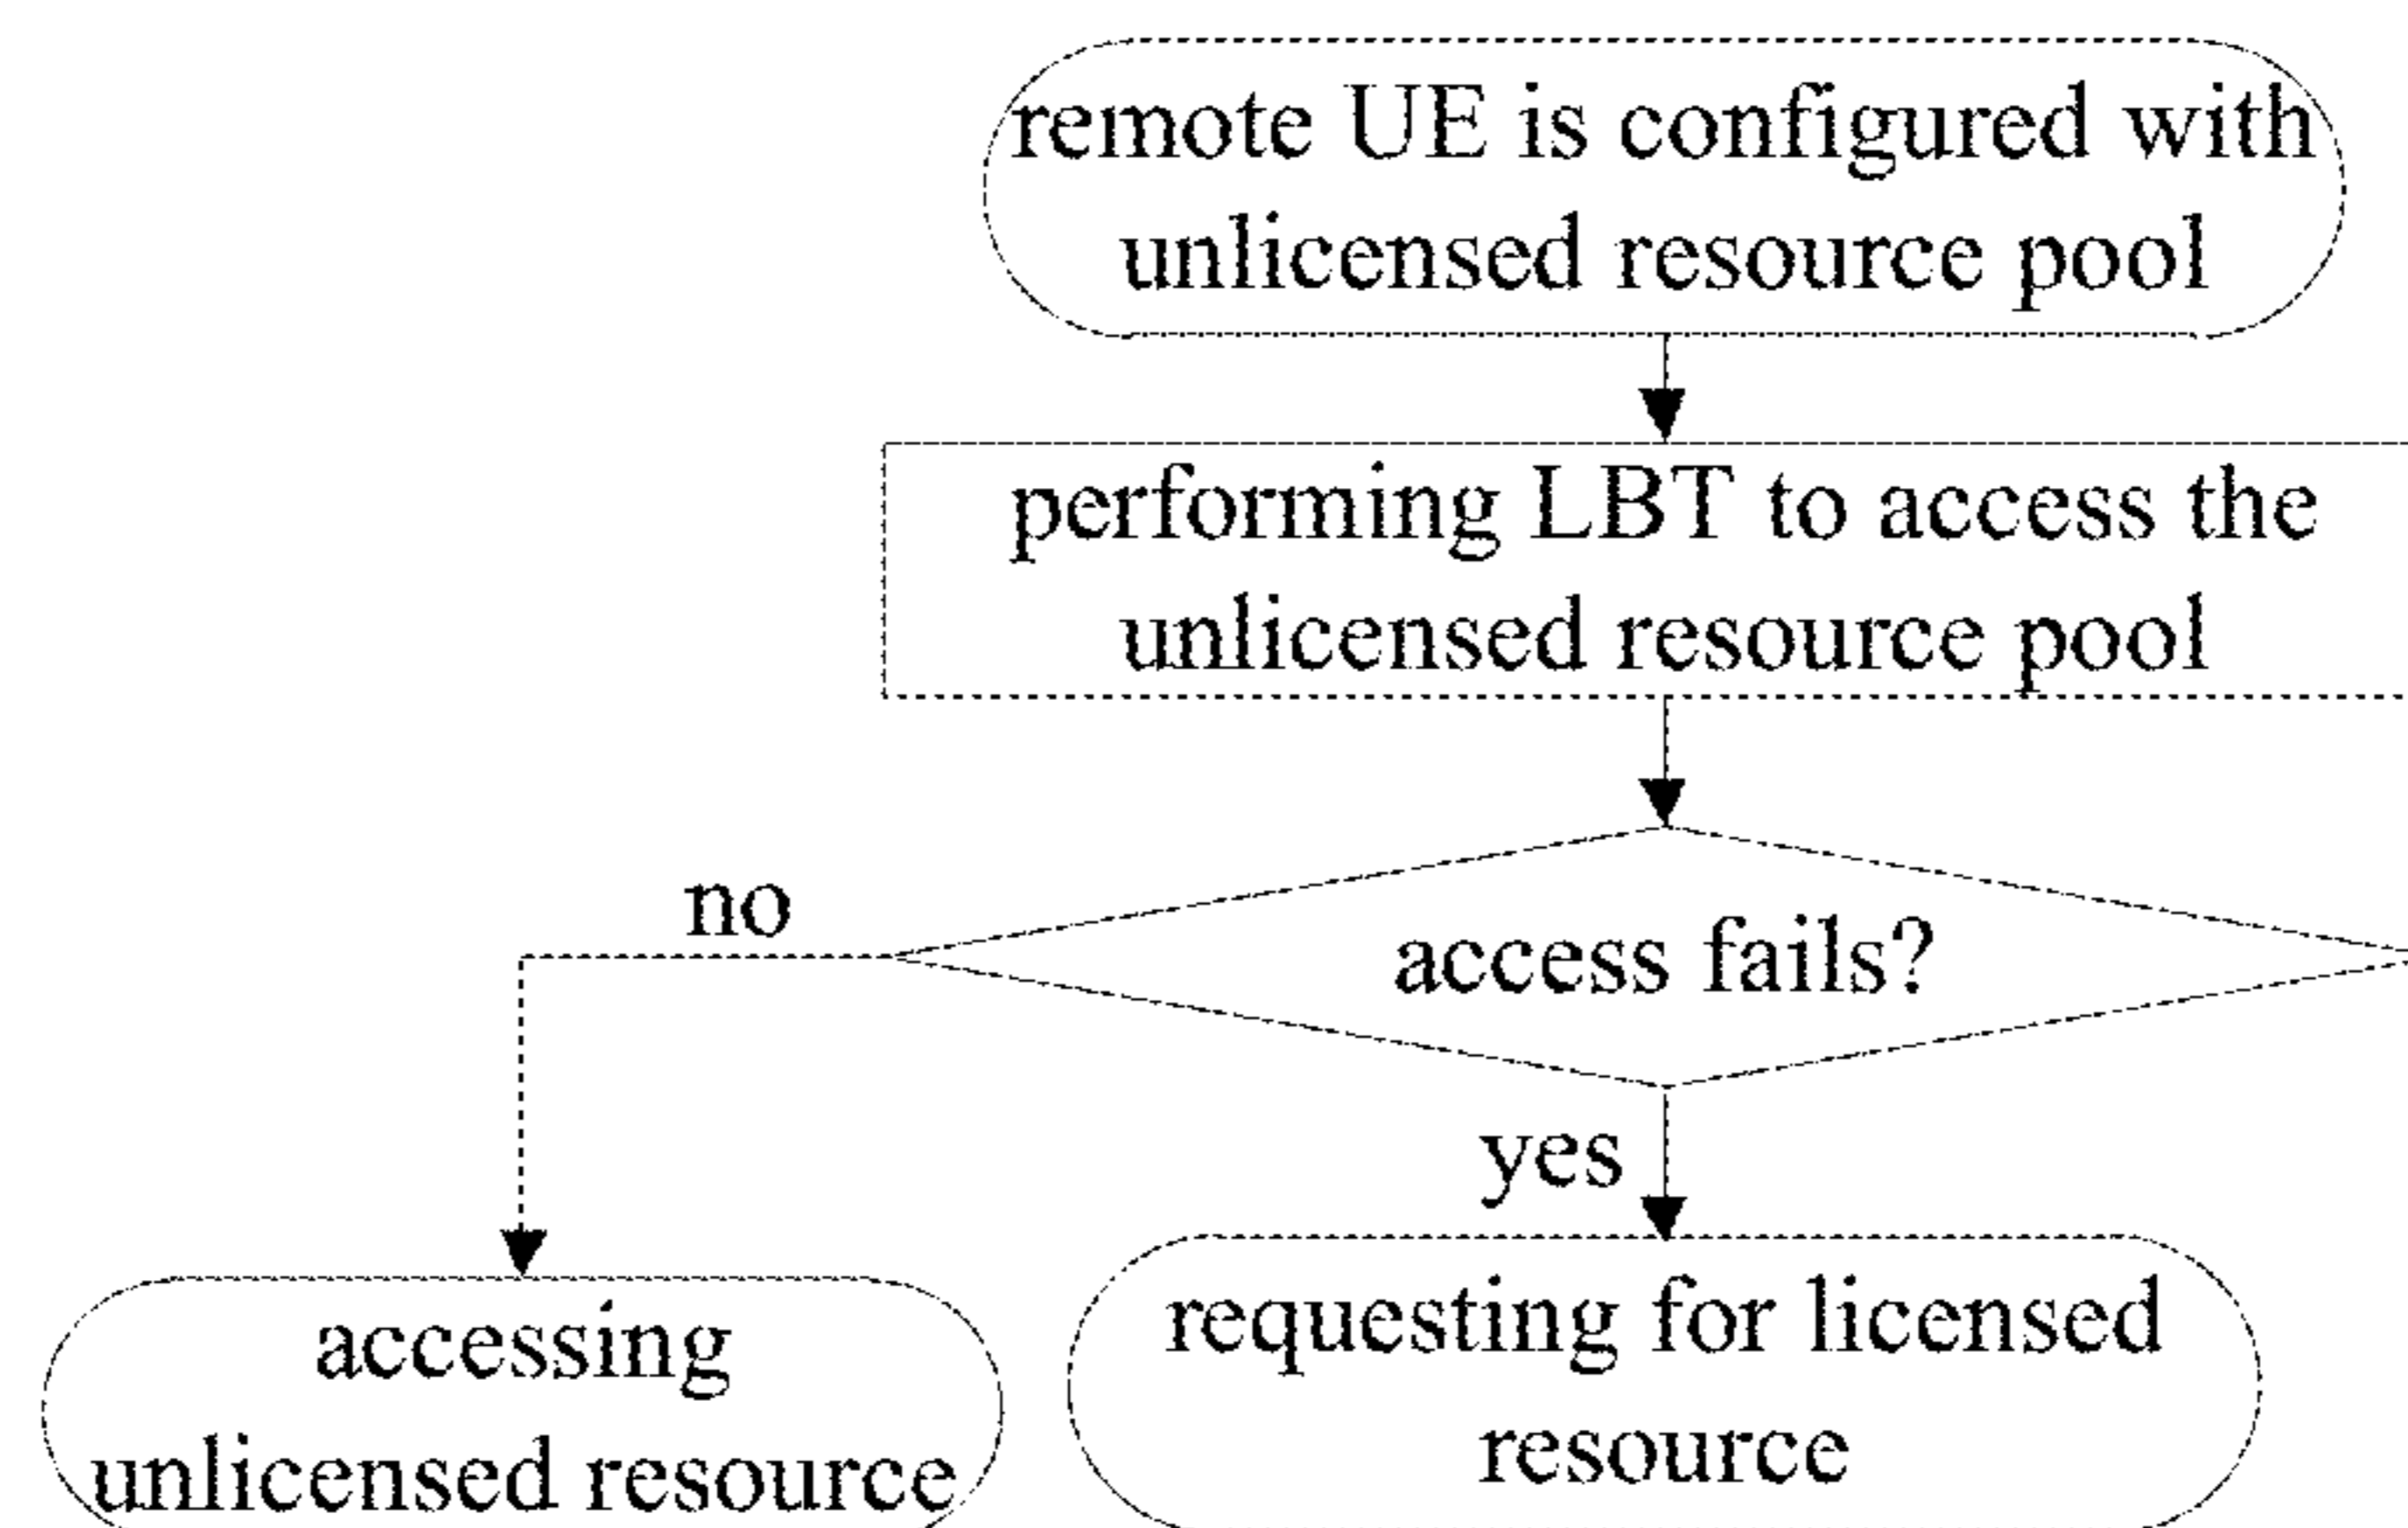 remote UE is configured with
unlicensed resource pool
performing LBT to access the
unlicensed resource pool
access fails?
no
yes
accessing
unlicensed resource
requesting for licensed
resource